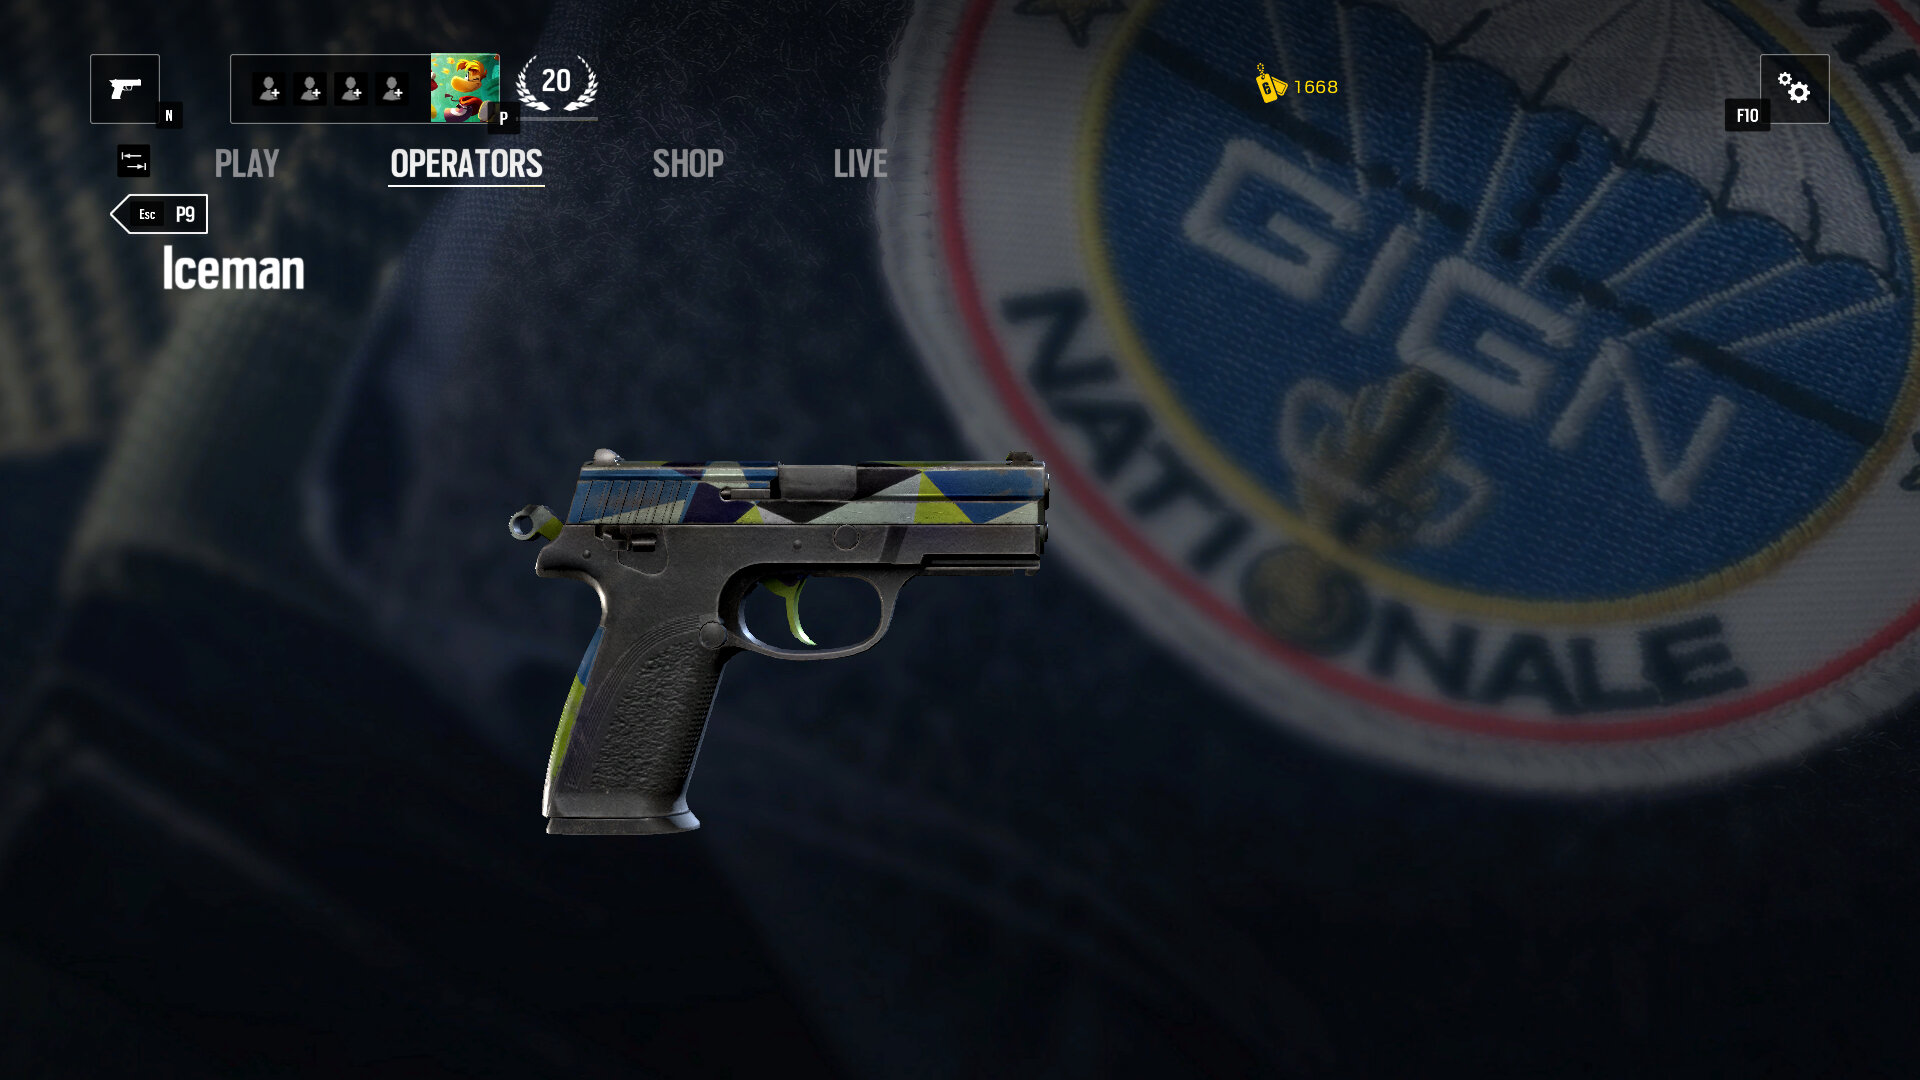 N
P
20
1668
F10
PLAY
OPERATORS
SHOP
LIVE
Esc P9
Iceman
GIGN
NATIONALE